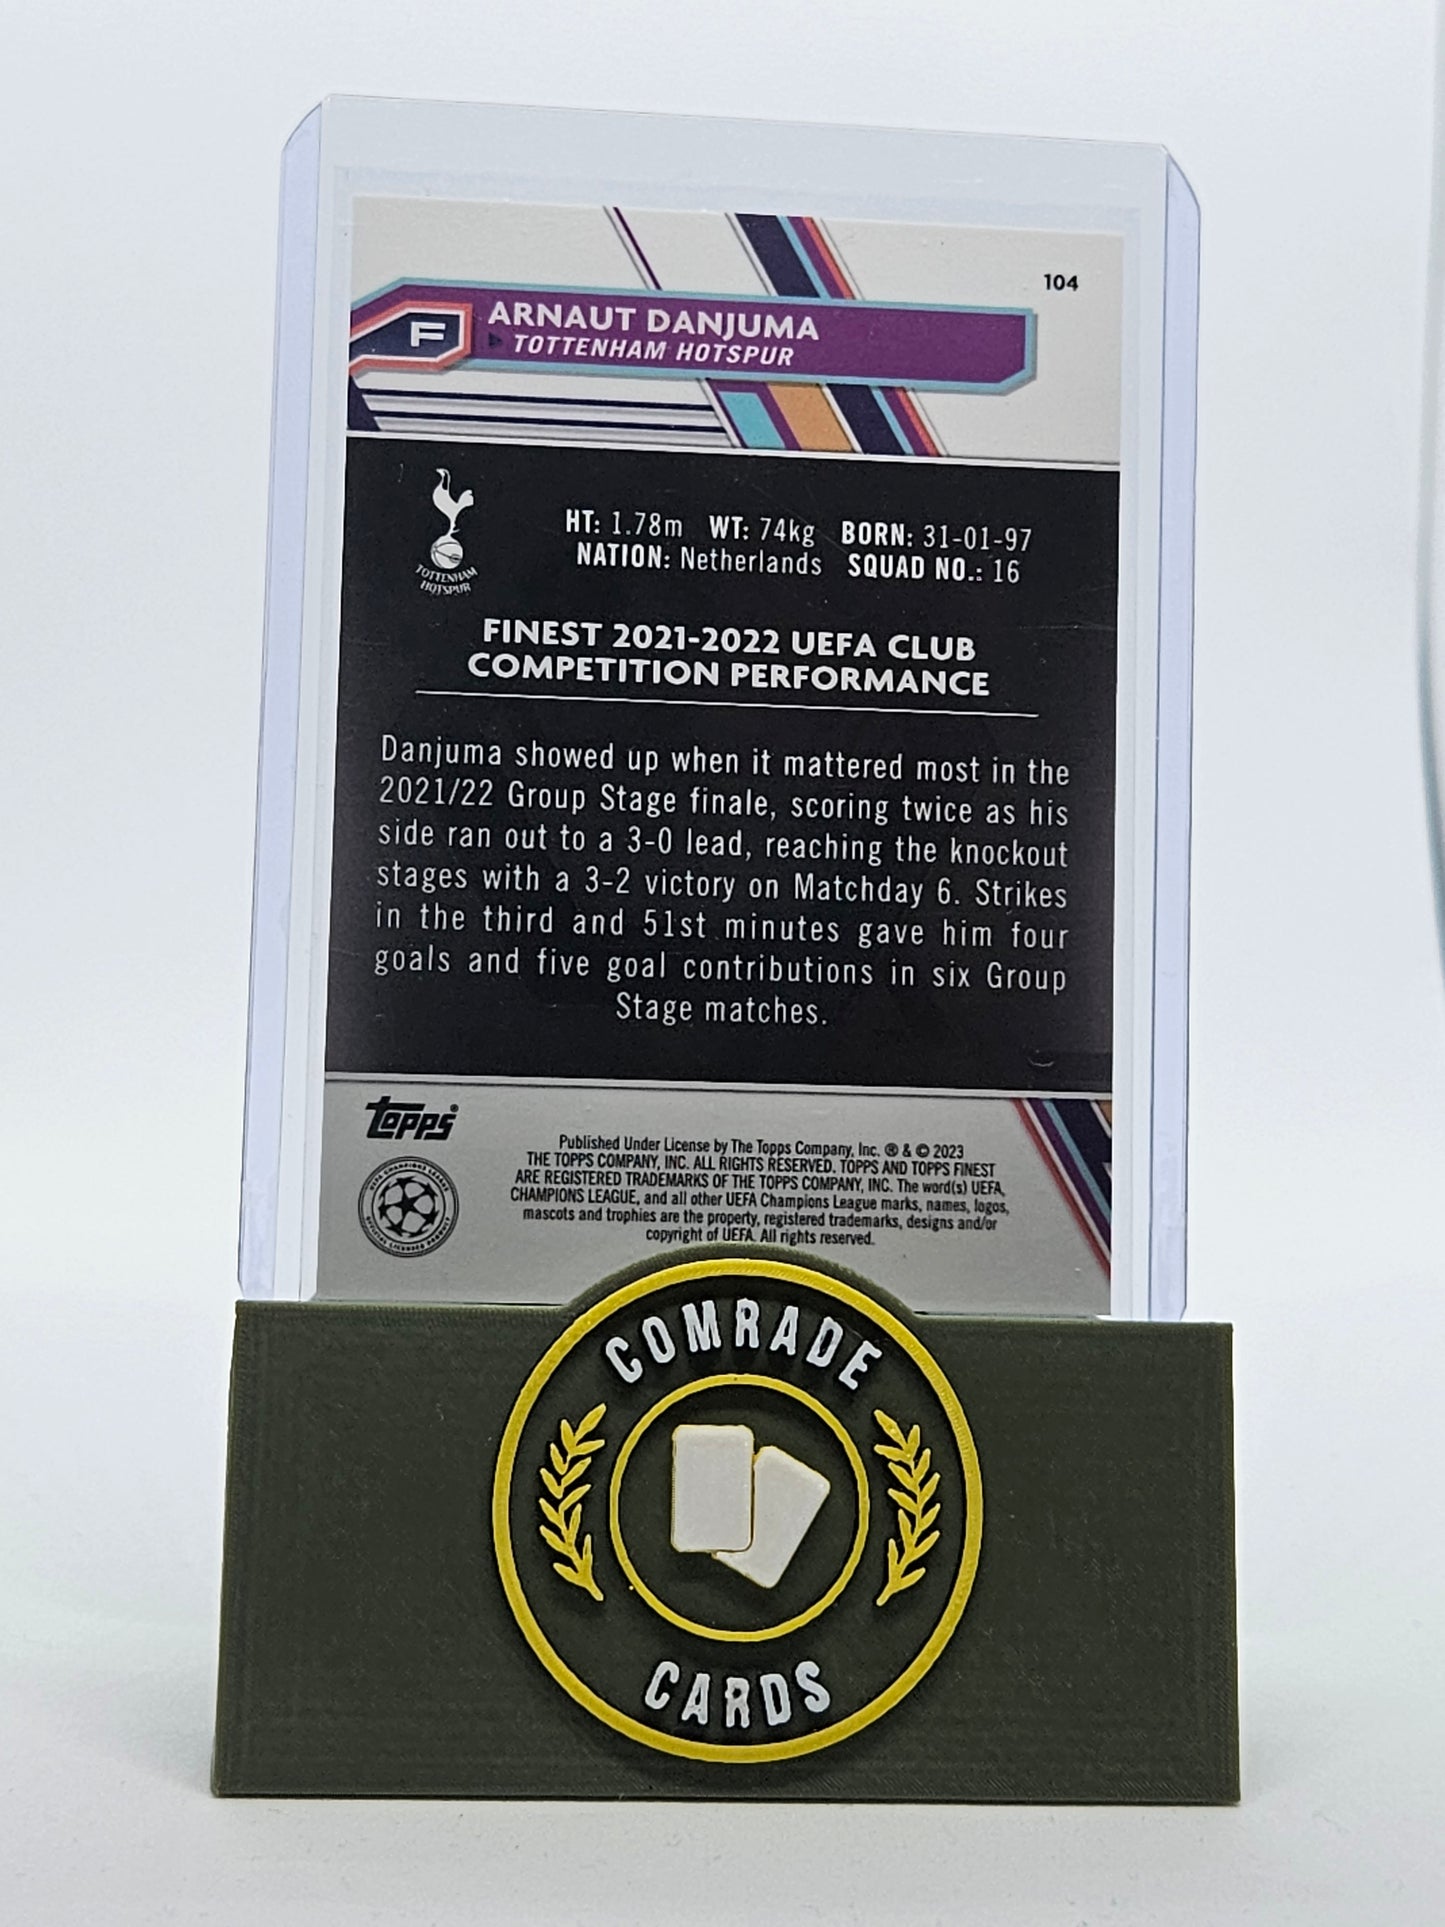 104
F
ARNAUT DANJUMA
TOTTENHAM HOTSPUR
HT: 1.78m WT: 74kg BORN: 31-01-97
NATION: Netherlands SQUAD NO.: 16
TOTTENHAM
HOTSPUR
FINEST 2021-2022 UEFA CLUB
COMPETITION PERFORMANCE
Danjuma showed up when it mattered most in the
2021/22 Group Stage finale, scoring twice as his
side ran out to a 3-0 lead, reaching the knockout
stages with a 3-2 victory on Matchday 6. Strikes
in the third and 51st minutes gave him four
goals and five goal contributions in six Group
Stage matches.
topps®
CHAMPIONS LEAGUE
OFFICIAL LICENSED PRODUCT
Published Under License by The Topps Company, Inc. ® & © 2023
THE TOPPS COMPANY, INC. ALL RIGHTS RESERVED. TOPPS AND TOPPS FINEST
ARE REGISTERED TRADEMARKS OF THE TOPPS COMPANY, INC. The word(s) UEFA,
CHAMPIONS LEAGUE, and all other UEFA Champions League marks, names, logos,
mascots and trophies are the property, registered trademarks, designs and/or
copyright of UEFA. All rights reserved.
COMRADE
CARDS